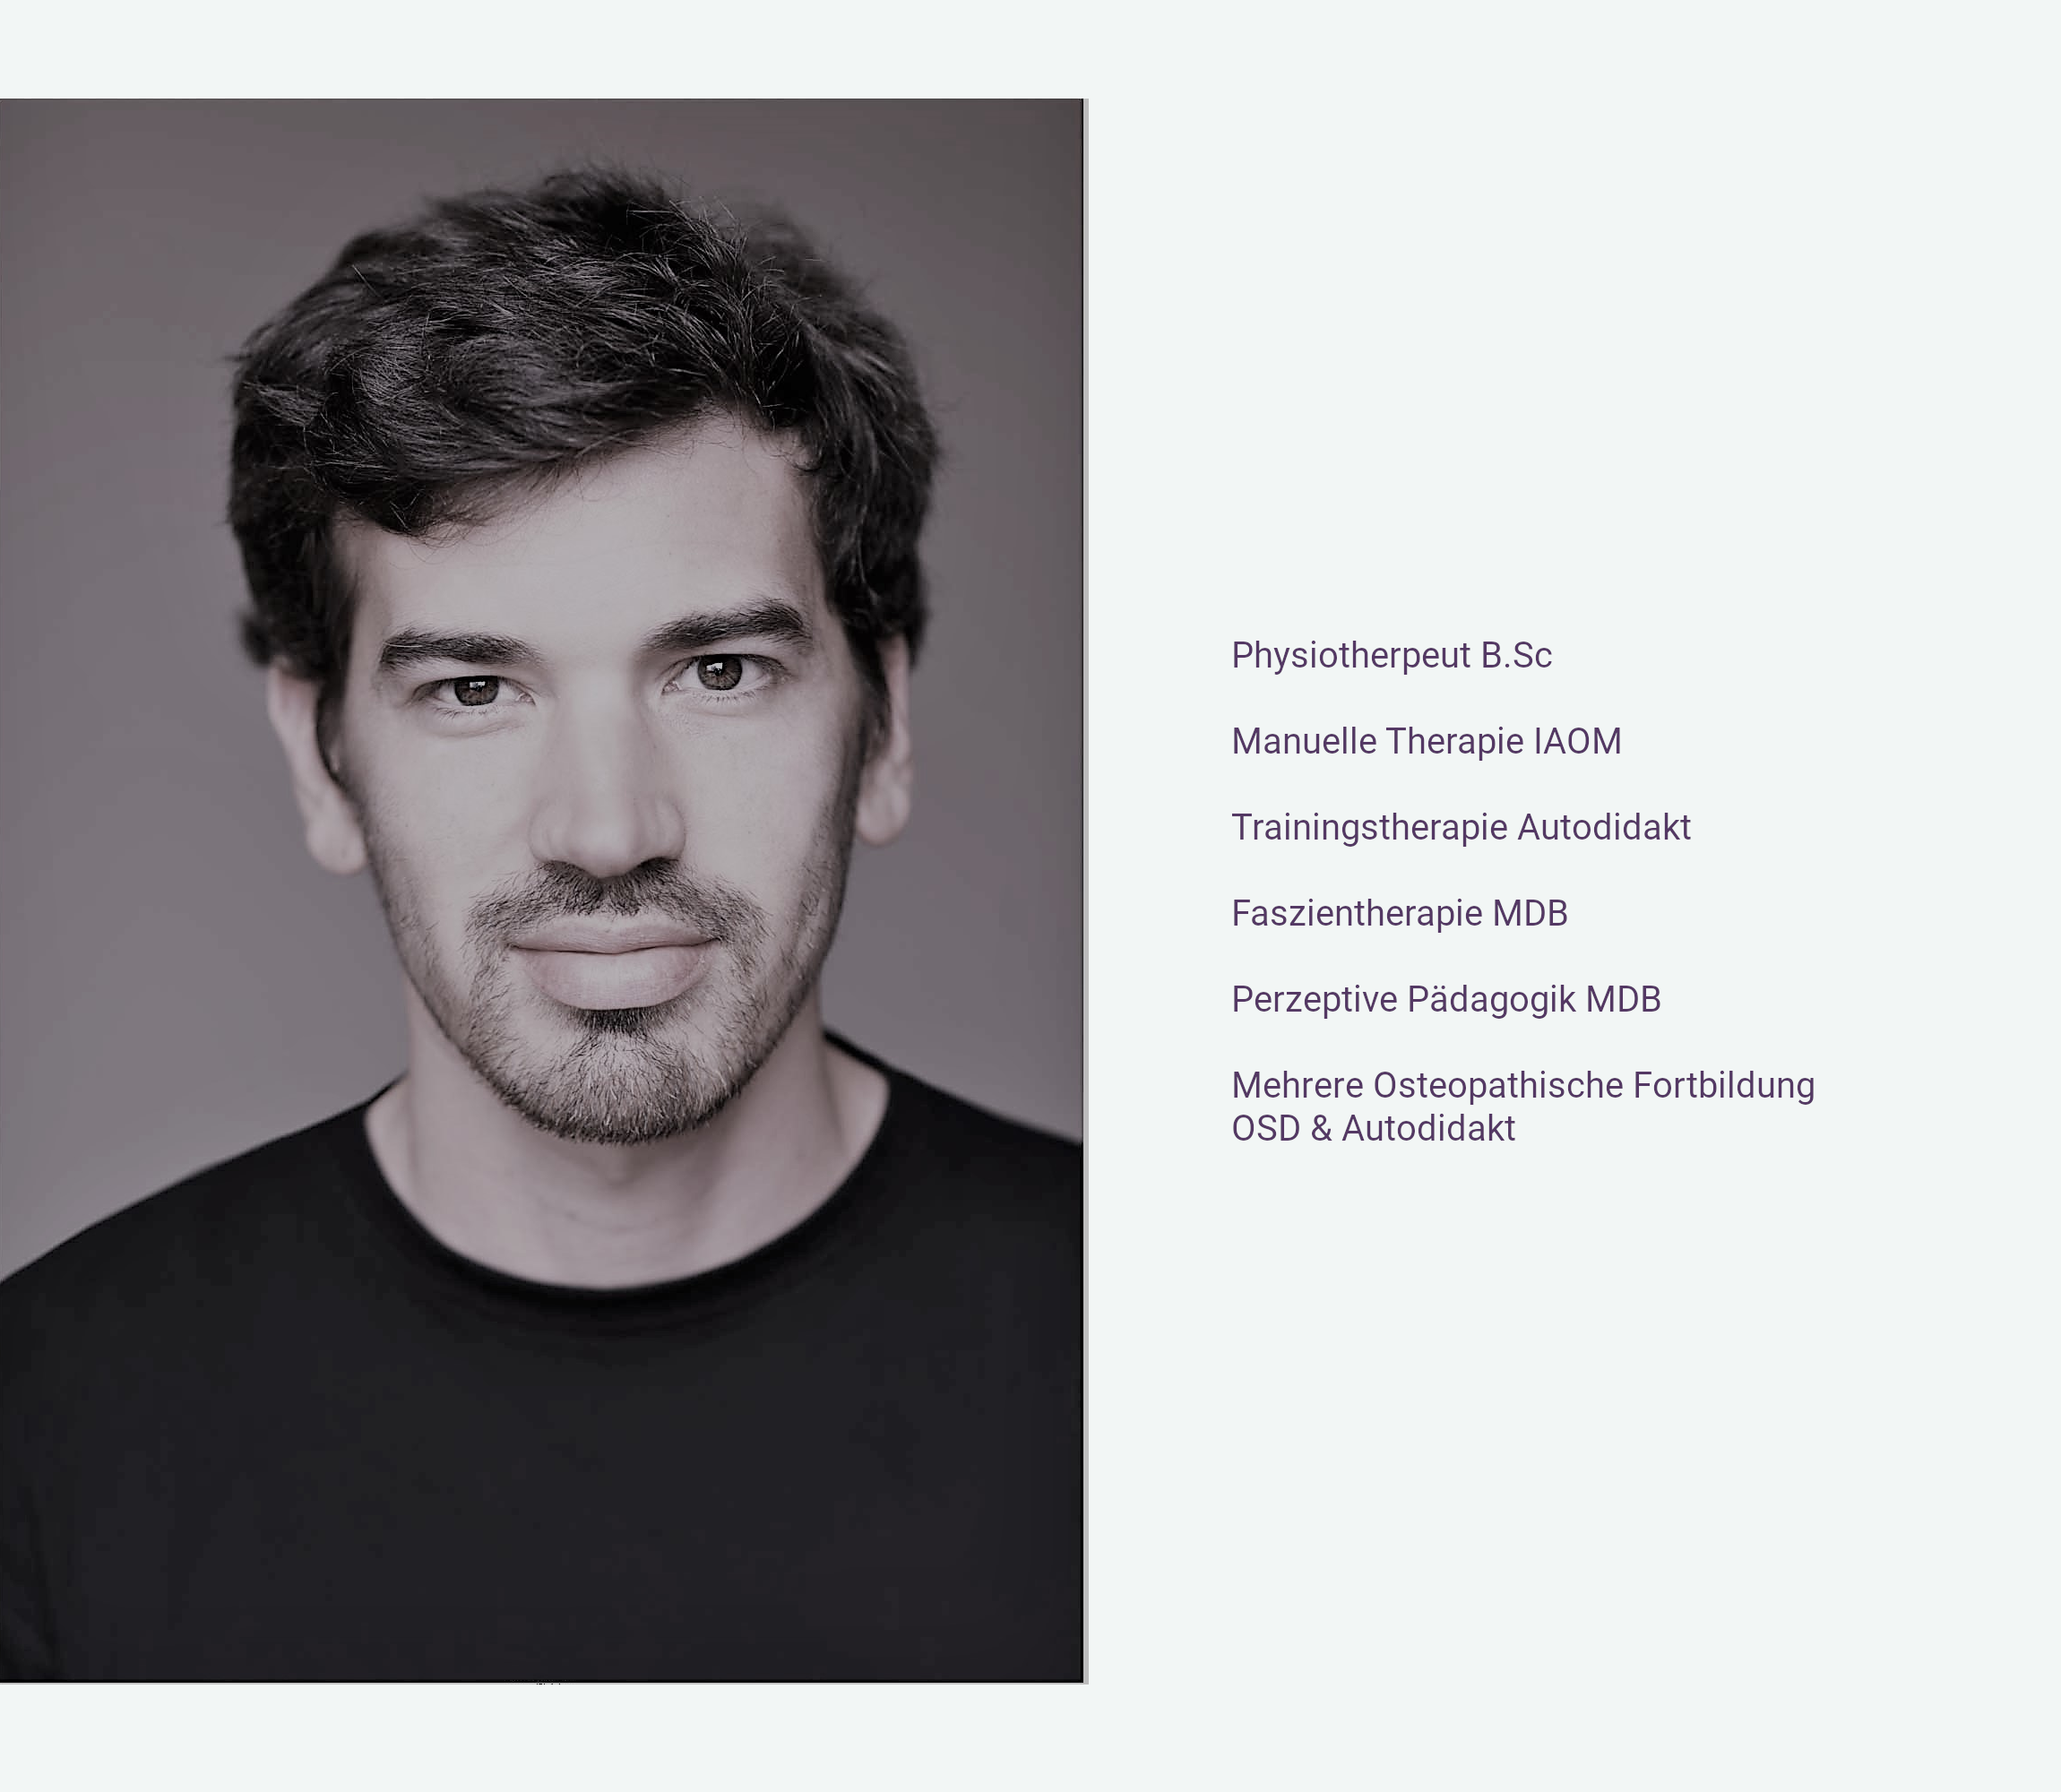 Physiotherpeut B.Sc
Manuelle Therapie IAOM
Trainingstherapie Autodidakt
Faszientherapie MDB
Perzeptive Pädagogik MDB
Mehrere Osteopathische Fortbildung
OSD & Autodidakt